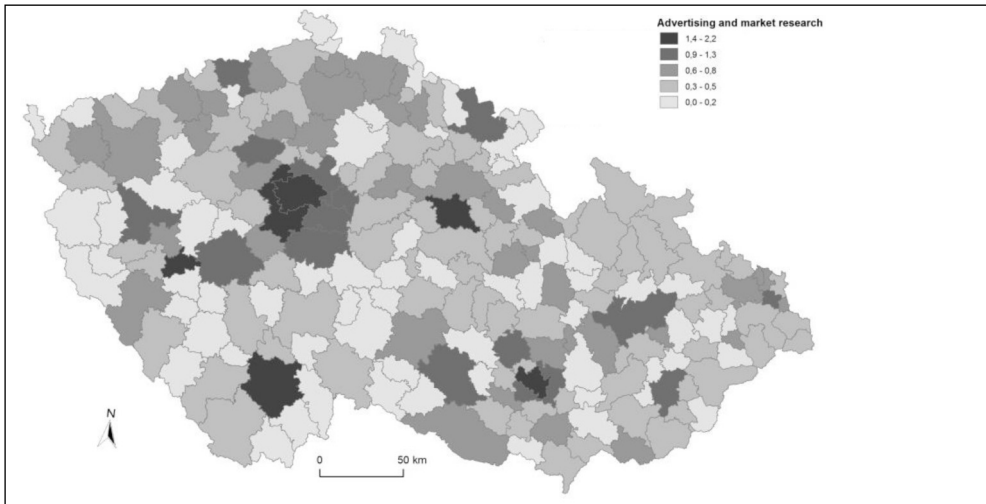 Advertising and market research
1,4 - 2,2
0,9 - 1,3
0,6 - 0,8
0,3 - 0,5
0,0 - 0,2
N
0 50 km